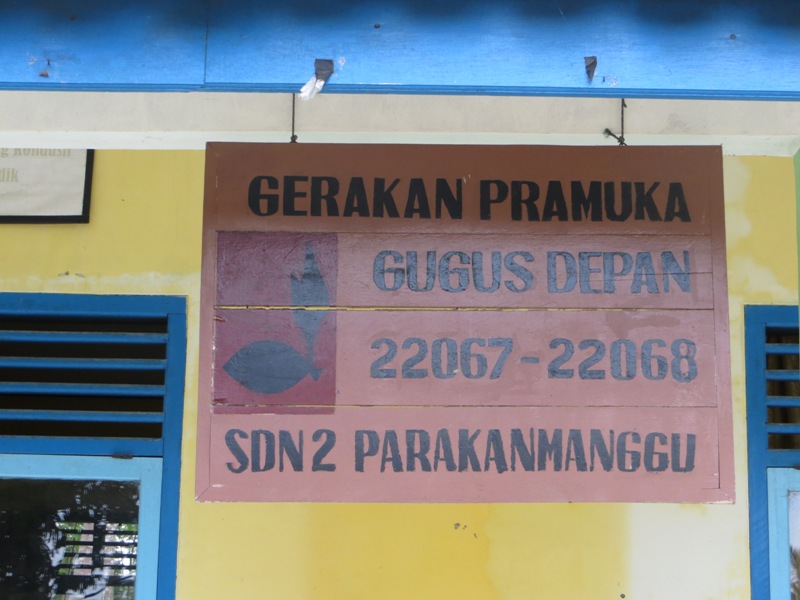 GERAKAN PRAMUKA
GUGUS DEPAN
22067-22068
SDN 2 PARAKANMANGGU